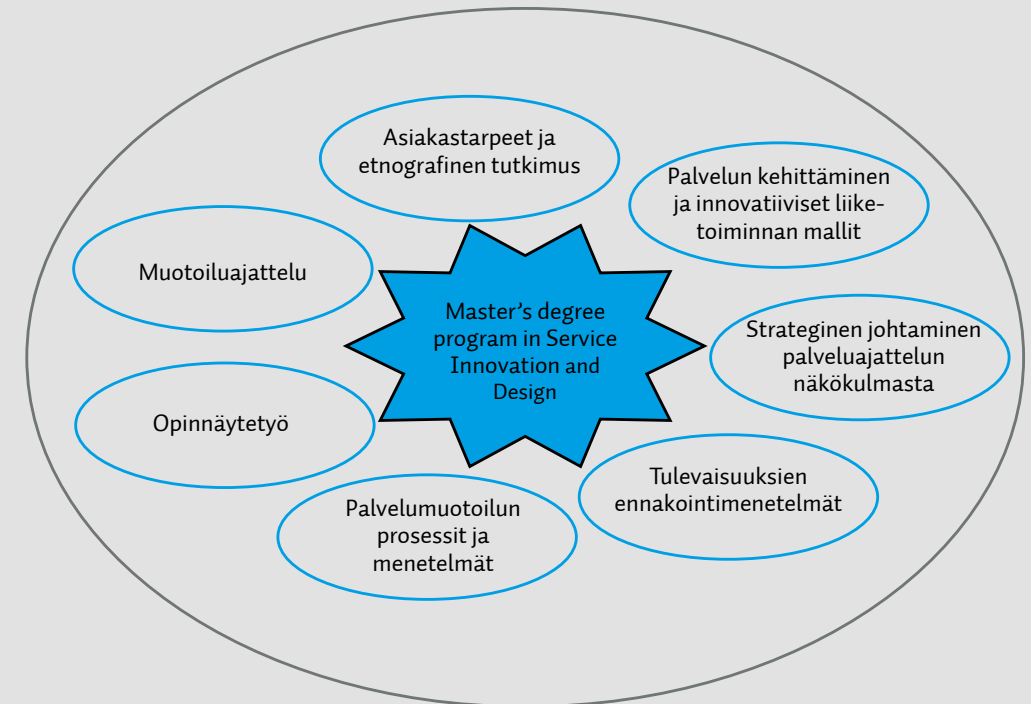 Asiakastarpeet ja
etnografinen tutkimus
Palvelun kehittäminen
ja innovatiiviset liike-
toiminnan mallit
Muotoiluajattelu
Master's degree
program in Service
Innovation and
Design
Strateginen johtaminen
palveluajattelun
näkökulmasta
Opinnäytetyö
Tulevaisuuksien
ennakointimenetelmät
Palvelumuotoilun
prosessit ja
menetelmät